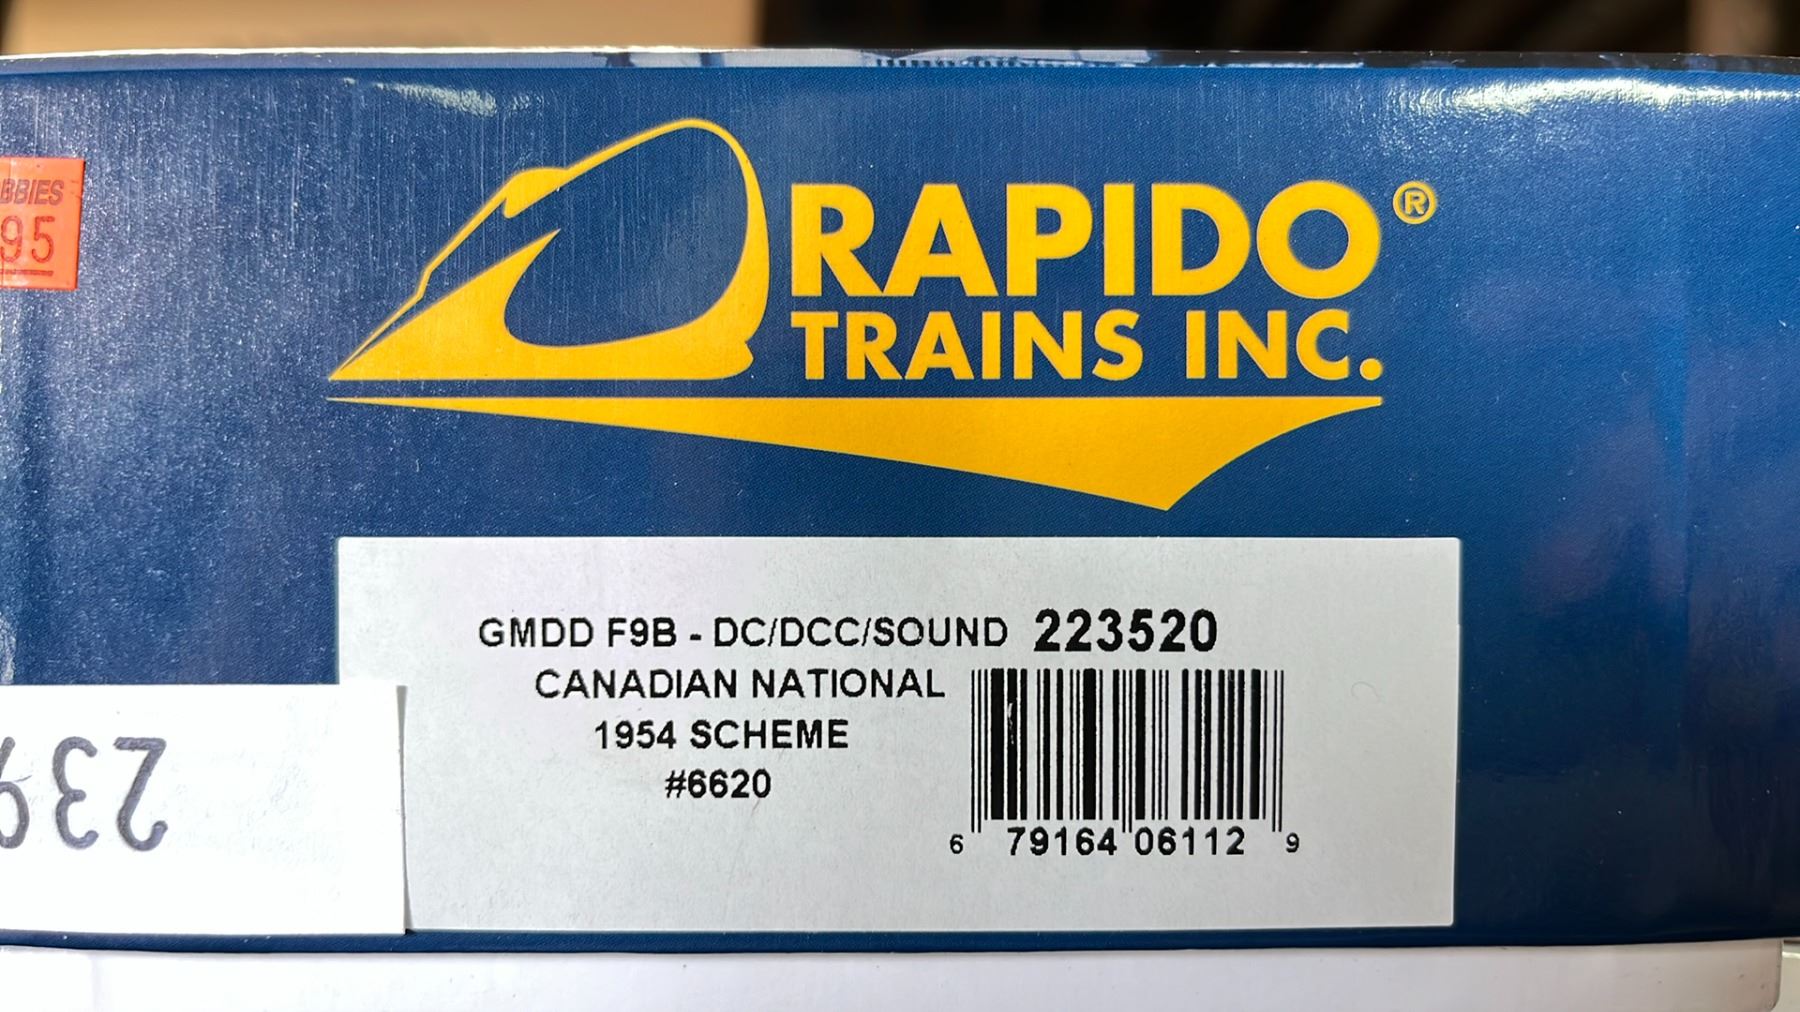 RAPIDO®
TRAINS INC.
BBIES
95
GMDD F9B - DC/DCC/SOUND 223520
CANADIAN NATIONAL
1954 SCHEME
#6620
6 79164 06112 9